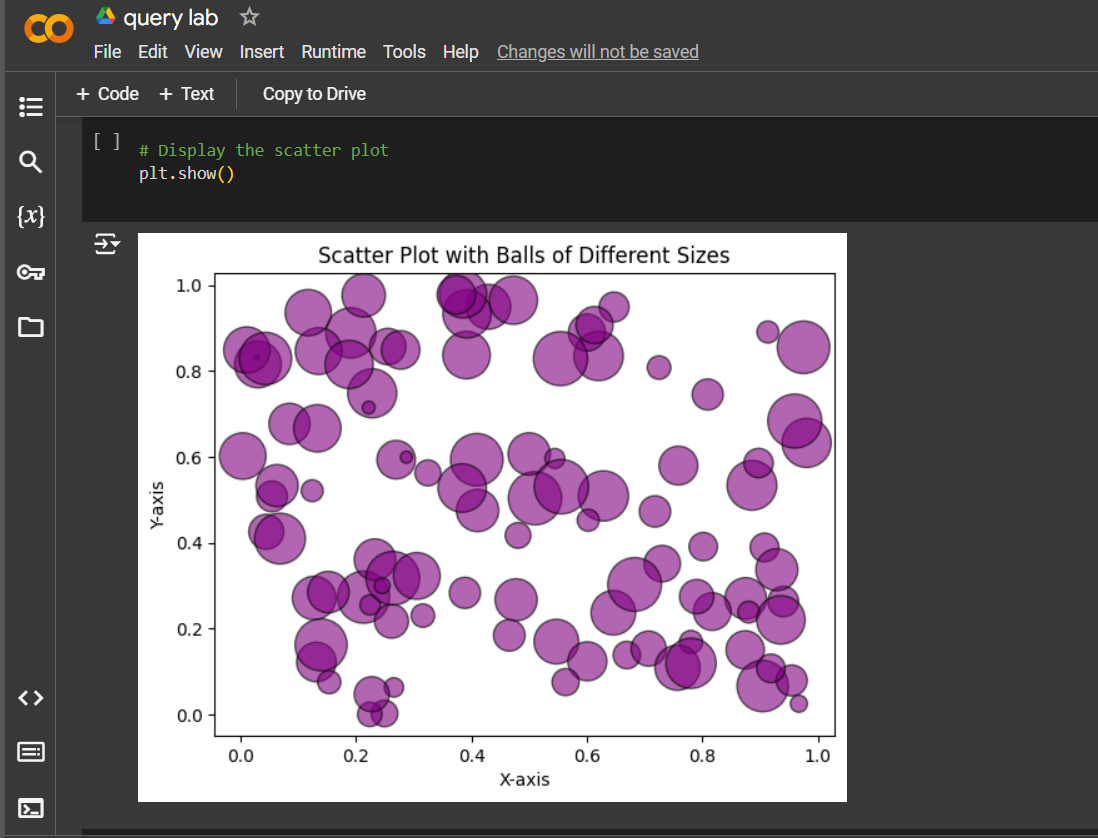 query lab
File Edit View Insert Runtime Tools Help Changes will not be saved
+ Code + Text Copy to Drive
{x}
[ ] # Display the scatter plot
plt.show()
Scatter Plot with Balls of Different Sizes
1.0
0.8
0.6
0.4
0.2
0.0
Y-axis
0.0 0.2 0.4 0.6 0.8 1.0
X-axis